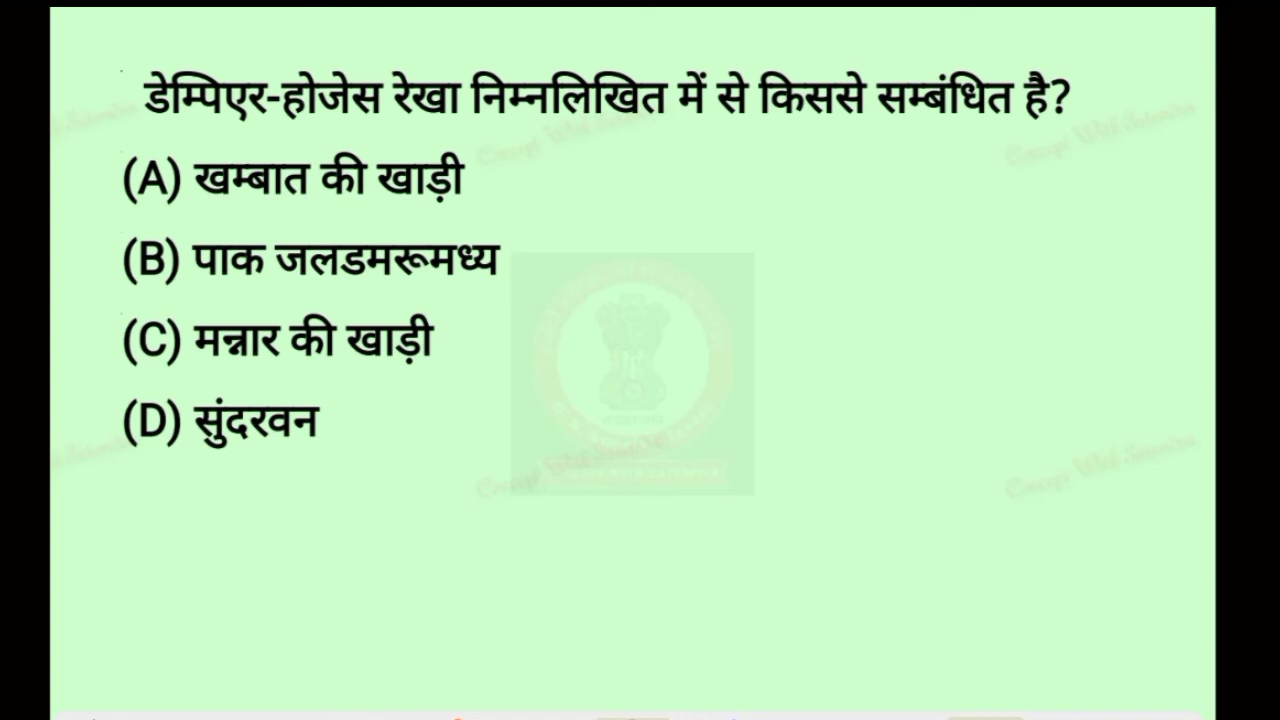 डेम्पिएर-होजेस रेखा निम्नलिखित में से किससे सम्बंधित है?
(A) खम्बात की खाड़ी
(B) पाक जलडमरूमध्य
(C) मन्नार की खाड़ी
(D) सुंदरवन